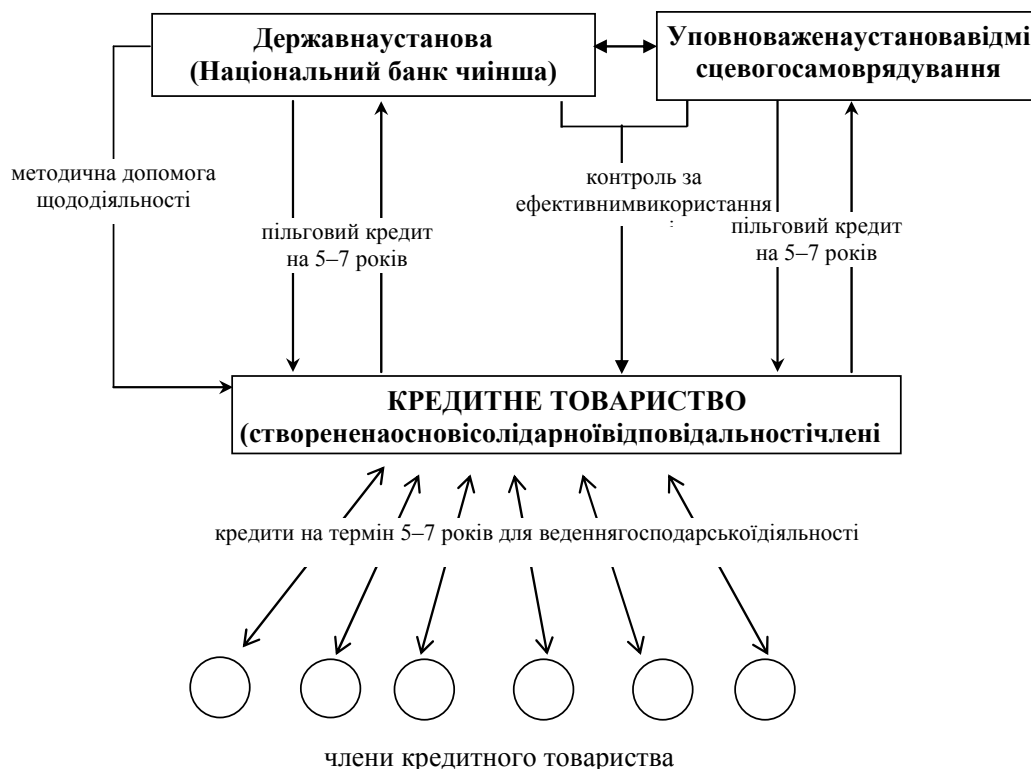 Державнаустанова
(Національний банк чиінша)
Уповноваженаустановавідмі
сцевогосамоврядування
методична допомога
щододіяльності
пільговий кредит
на 5–7 років
контроль за
ефективнимвикористання
пільговий кредит
на 5–7 років
КРЕДИТНЕ ТОВАРИСТВО
(створененаосновісолідарноївідповідальностічлені
кредити на термін 5–7 років для веденнягосподарськоїдіяльності
члени кредитного товариства